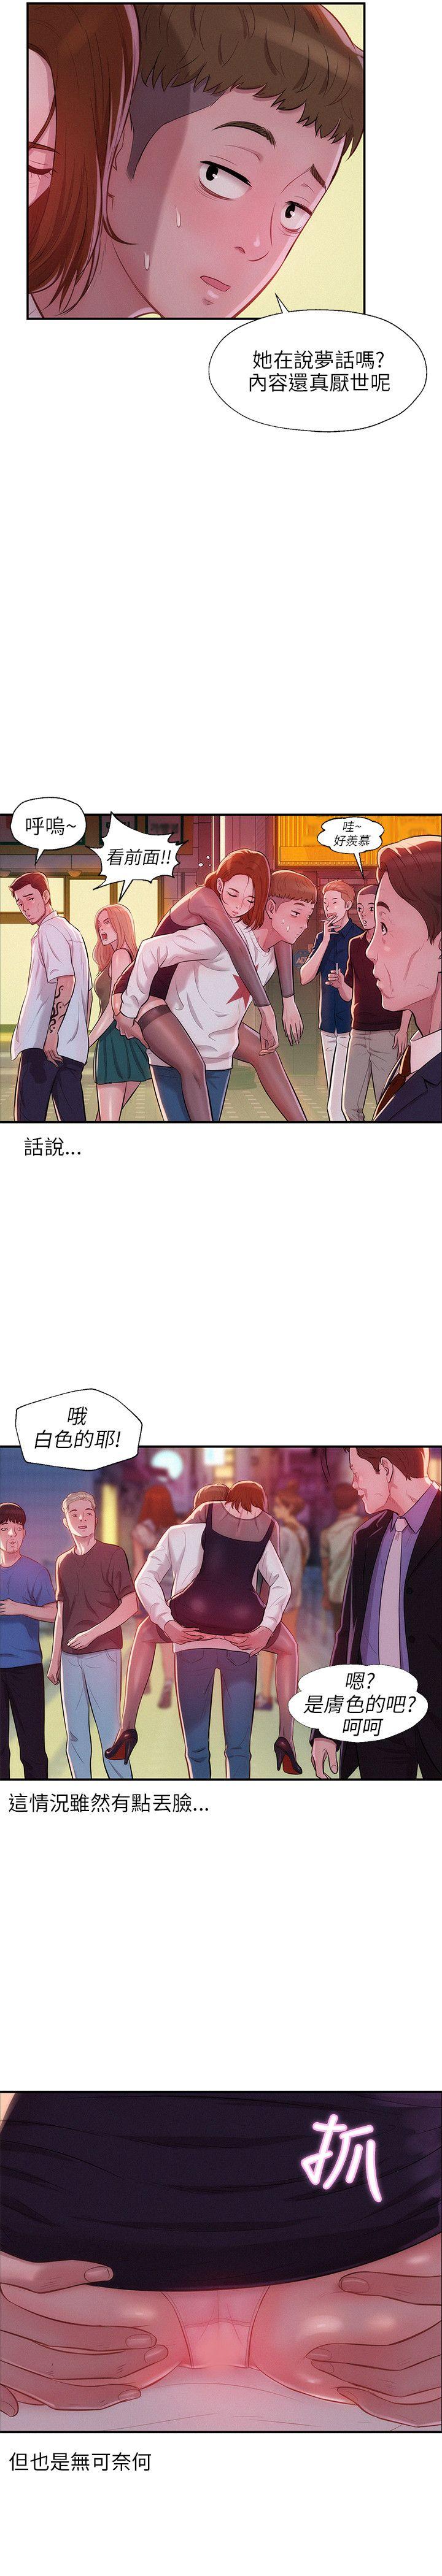 她在說夢話嗎?
內容還真厭世呢
呼嗚~
看前面!!
哇~
好羨慕
話說...
哦
白色的耶!
嗯?
是膚色的吧?
呵呵
這情況雖然有點丟臉...
抓
但也是無可奈何